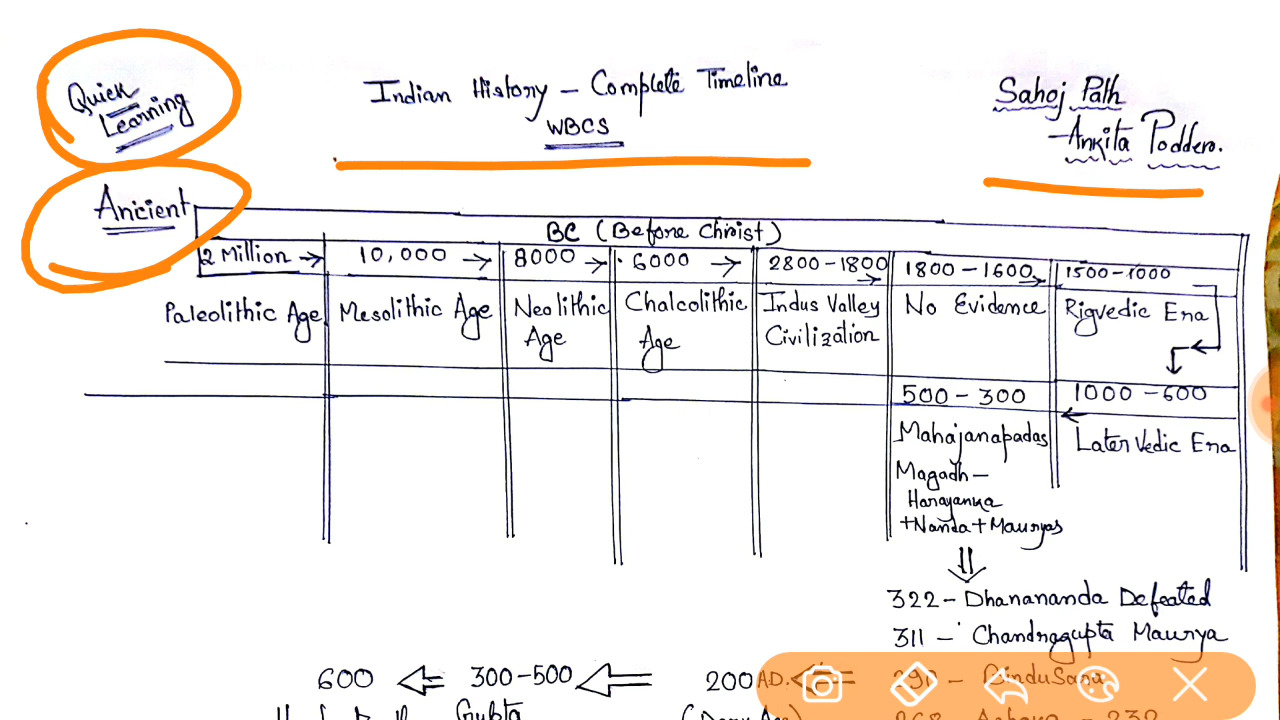 Quick
Learning
Indian History – Complete Timeline
WBCS
Sahoj Path
– Ankita Poddero.
Ancient
BC (Before Christ)
2 Million → 10,000 → 8000 → 6000 → 2800-1800 → 1800-1600 → 1500-1000
Paleolithic Age Mesolithic Age Neolithic Chalcolithic Indus Valley No Evidence Rigvedic Era
Age Age Civilization
500-300 1000-600
Mahajanapadas Later Vedic Era
Magadh –
Harayanka
+Nanda+Mauryas
322 – Dhanananda Defeated
311 – Chandragupta Maurya
600 300-500 200 A.D. 290 – BinduSara
Gupta